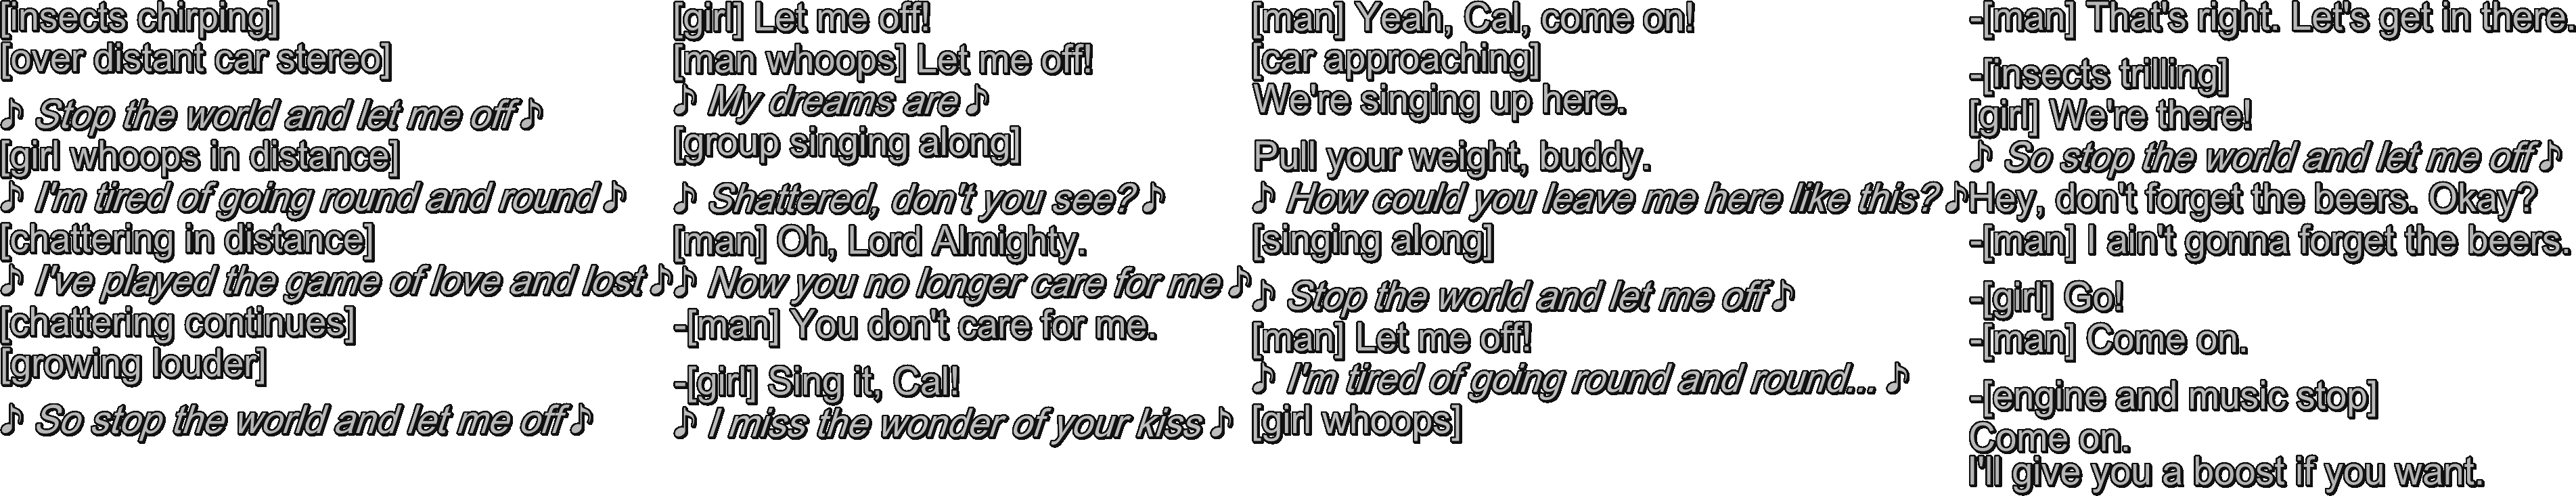 [insects chirping]
[over distant car stereo]
♪ Stop the world and let me off ♪
[girl whoops in distance]
♪ I'm tired of going round and round ♪
[chattering in distance]
♪ I've played the game of love and lost ♪
[chattering continues]
[growing louder]
♪ So stop the world and let me off ♪
[girl] Let me off!
[man whoops] Let me off!
♪ My dreams are ♪
[group singing along]
♪ Shattered, don't you see? ♪
[man] Oh, Lord Almighty.
♪ Now you no longer care for me ♪
-[man] You don't care for me.
-[girl] Sing it, Cal!
♪ I miss the wonder of your kiss ♪
[man] Yeah, Cal, come on!
[car approaching]
We're singing up here.
Pull your weight, buddy.
♪ How could you leave me here like this? ♪
[singing along]
♪ Stop the world and let me off ♪
[man] Let me off!
♪ I'm tired of going round and round... ♪
[girl whoops]
-[man] That's right. Let's get in there.
-[insects trilling]
[girl] We're there!
♪ So stop the world and let me off ♪
Hey, don't forget the beers. Okay?
-[man] I ain't gonna forget the beers.
-[girl] Go!
-[man] Come on.
-[engine and music stop]
Come on.
I'll give you a boost if you want.